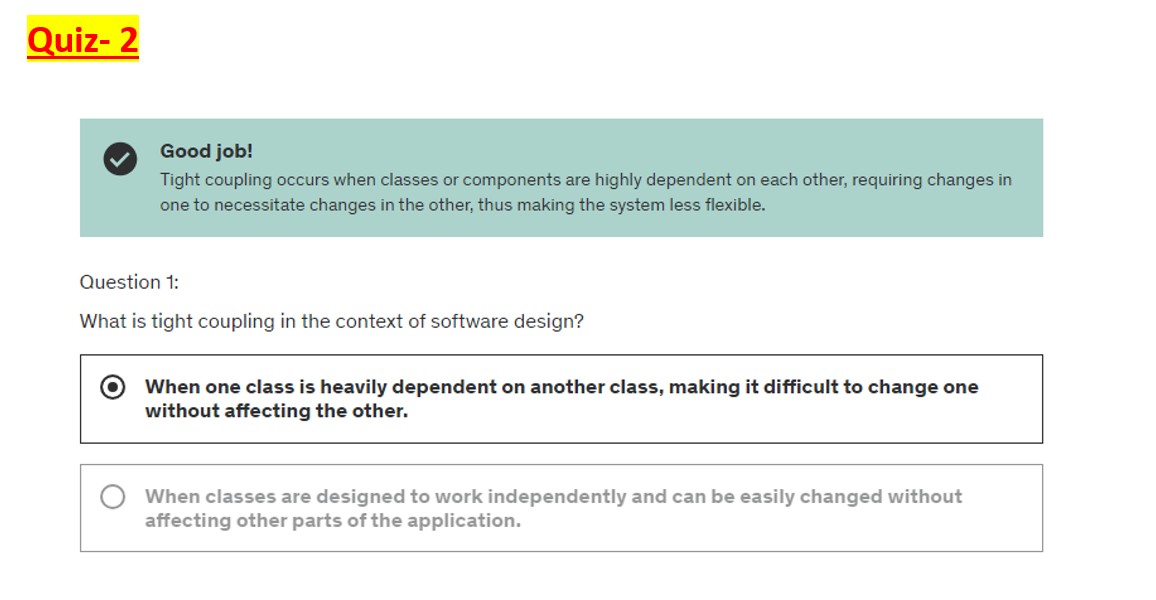 Quiz- 2
Good job!
Tight coupling occurs when classes or components are highly dependent on each other, requiring changes in
one to necessitate changes in the other, thus making the system less flexible.
Question 1:
What is tight coupling in the context of software design?
When one class is heavily dependent on another class, making it difficult to change one
without affecting the other.
When classes are designed to work independently and can be easily changed without
affecting other parts of the application.